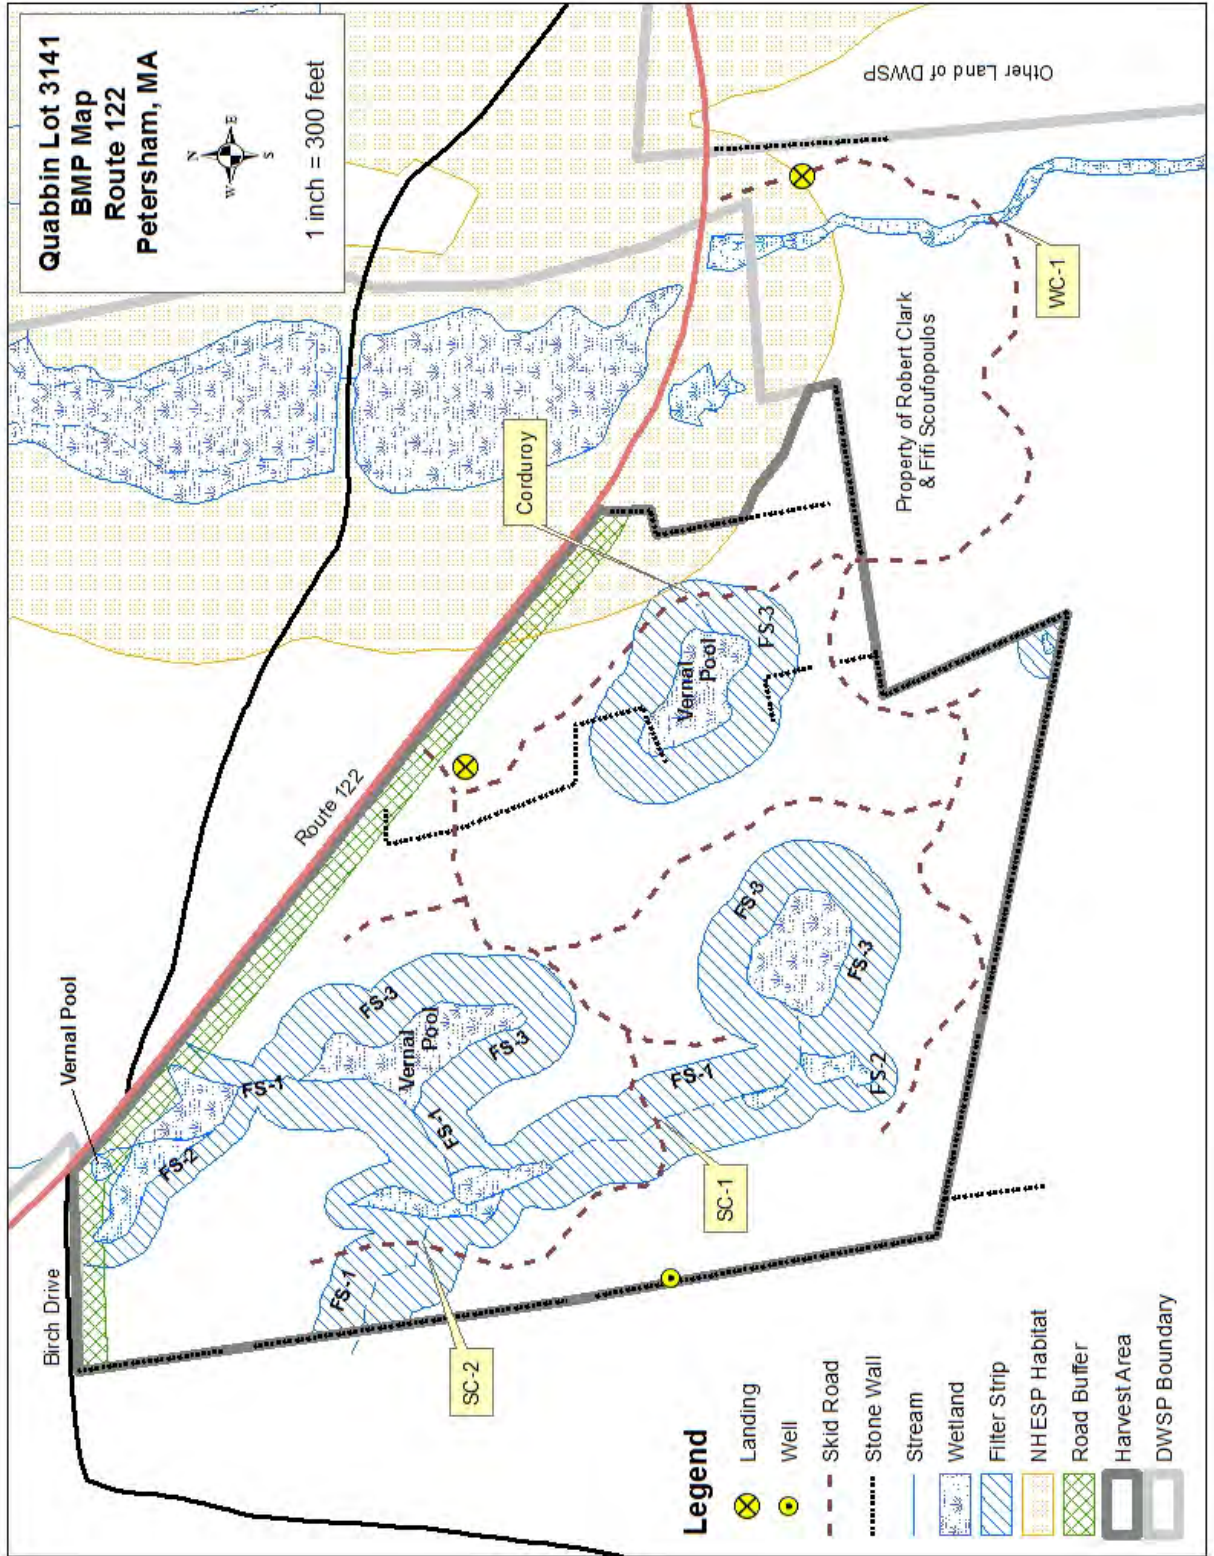 Quabbin Lot 3141
BMP Map
Route 122
Petersham, MA
N
W
E
S
1 inch = 300 feet
Other Land of DWSP
Vernal Pool
Birch Drive
Route 122
Corduroy
WC-1
Property of Robert Clark
& Fifi Scoufopoulos
FS-2
FS-1
FS-3
Vernal
Pool
FS-3
FS-1
FS-1
SC-2
SC-1
FS-1
FS-2
FS-3
FS-3
Vernal
Pool
FS-3
Legend
Landing
Well
Skid Road
Stone Wall
Stream
Wetland
Filter Strip
NHESP Habitat
Road Buffer
Harvest Area
DWSP Boundary